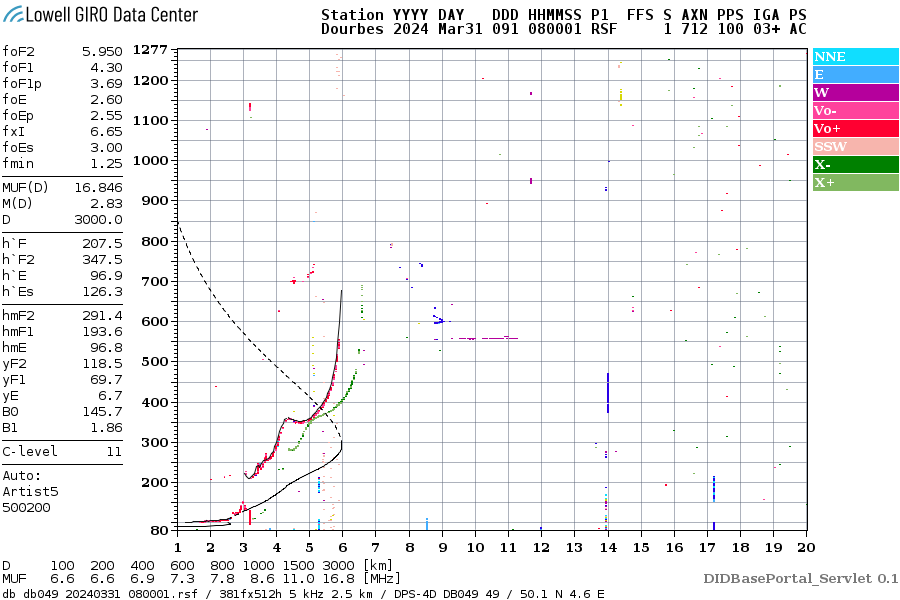 Lowell GIRO Data Center
Station YYYY DAY DDD HHMMSS P1 FFS S AXN PPS IGA PS
Dourbes 2024 Mar31 091 080001 RSF 1 712 100 03+ AC
foF2 5.950
foF1 4.30
foF1p 3.69
foE 2.60
foEp 2.55
fxI 6.65
foEs 3.00
fmin 1.25
MUF(D) 16.846
M(D) 2.83
D 3000.0
h`F 207.5
h`F2 347.5
h`E 96.9
h`Es 126.3
hmF2 291.4
hmF1 193.6
hmE 96.8
yF2 118.5
yF1 69.7
yE 6.7
B0 145.7
B1 1.86
C-level 11
Auto:
Artist5
500200
1277
1200
1100
1000
900
800
700
600
500
400
300
200
80
1 2 3 4 5 6 7 8 9 10 11 12 13 14 15 16 17 18 19 20
NNE
E
W
Vo-
Vo+
SSW
X-
X+
D 100 200 400 600 800 1000 1500 3000 [km]
MUF 6.6 6.6 6.9 7.3 7.8 8.6 11.0 16.8 [MHz]
db db049 20240331 080001.rsf / 381fx512h 5 kHz 2.5 km / DPS-4D DB049 49 / 50.1 N 4.6 E
DIDBasePortal_Servlet 0.1